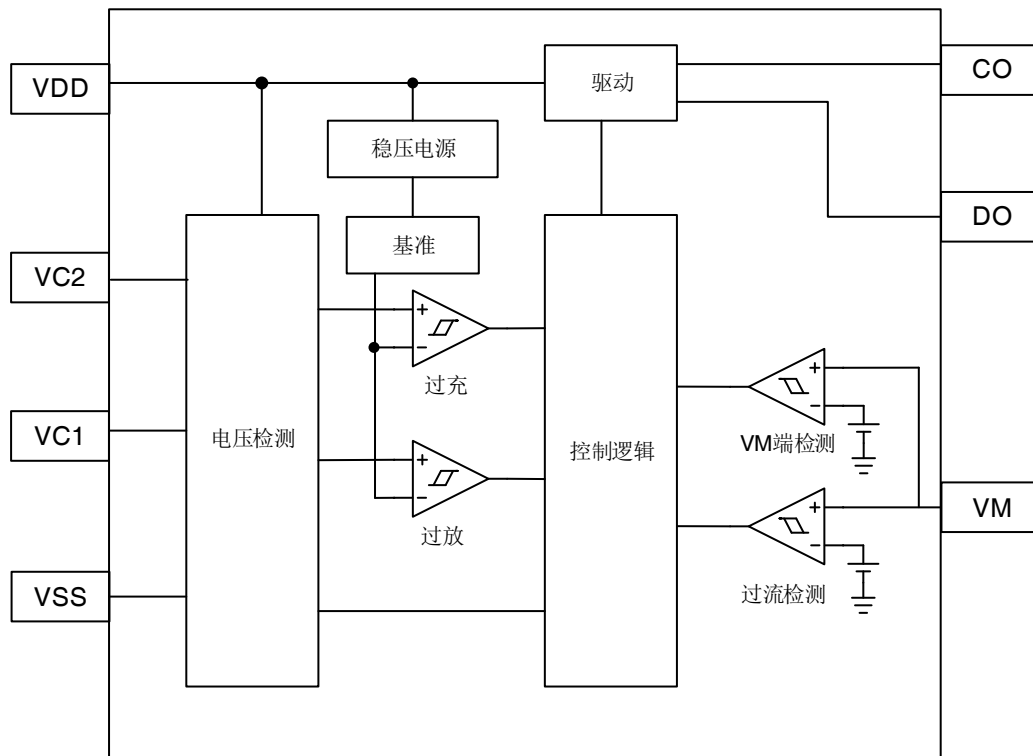 VDD
驱动
CO
稳压电源
DO
基准
VC2
+
−
过充
VC1
电压检测
控制逻辑
+
−
VM端检测
+
−
过放
VM
+
−
过流检测
VSS